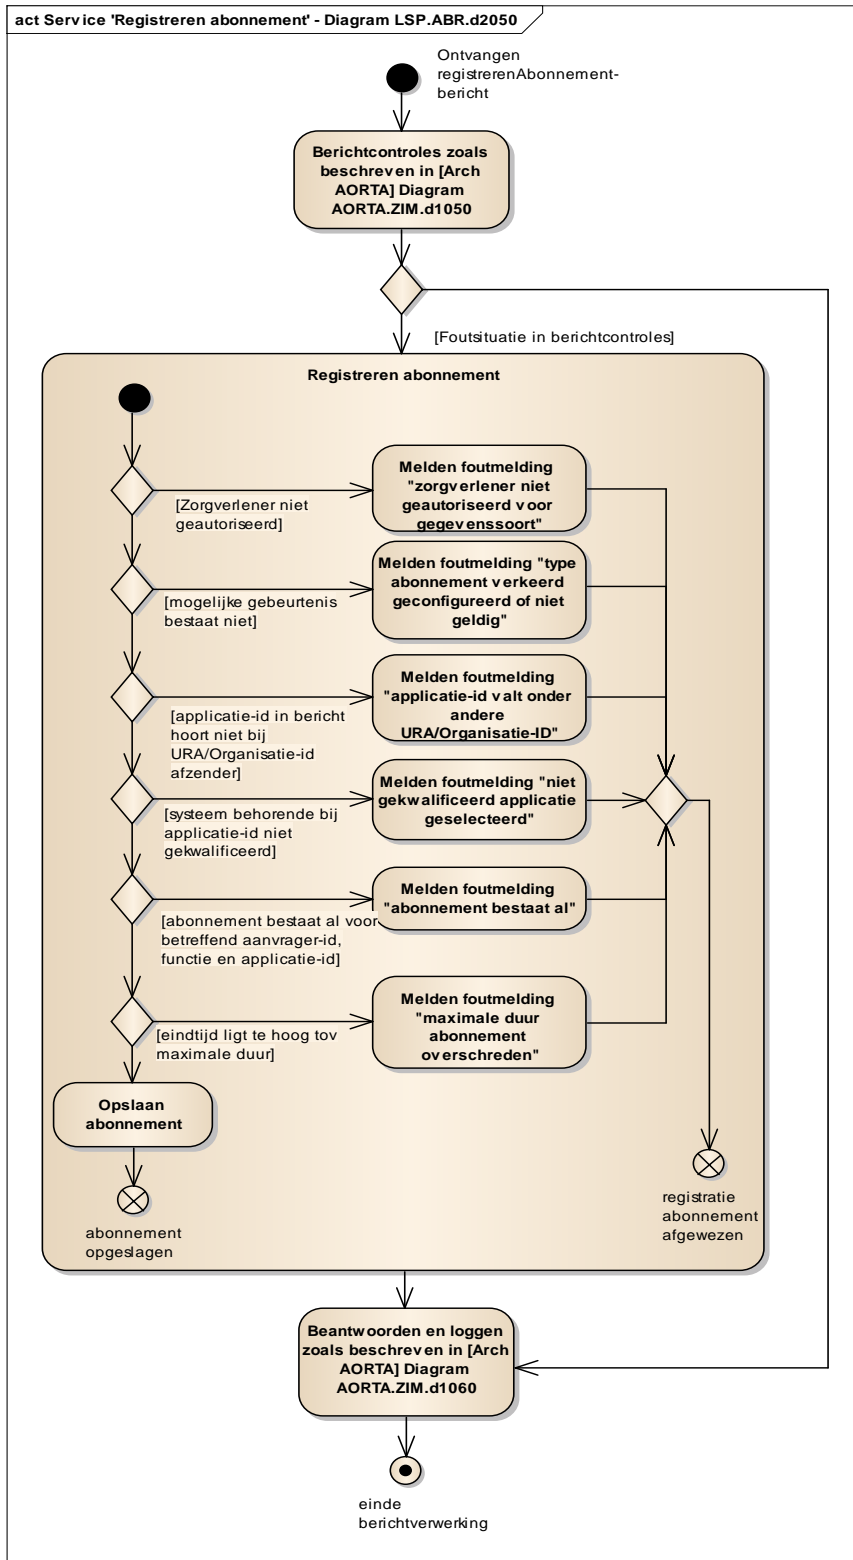 act Service 'Registreren abonnement' - Diagram LSP.ABR.d2050
Ontvangen
registrerenAbonnement-
bericht
Berichtcontroles zoals
beschreven in [Arch
AORTA] Diagram
AORTA.ZIM.d1050
[Foutsituatie in berichtcontroles]
Registreren abonnement
[Zorgverlener niet
geautoriseerd]
Melden foutmelding
"zorgverlener niet
geautoriseerd voor
gegevenssoort"
[mogelijke gebeurtenis
bestaat niet]
Melden foutmelding "type
abonnement verkeerd
geconfigureerd of niet
geldig"
[applicatie-id in bericht
hoort niet bij
URA/Organisatie-id
afzender]
Melden foutmelding
"applicatie-id valt onder
andere
URA/Organisatie-ID"
[systeem behorende bij
applicatie-id niet
gekwalificeerd]
Melden foutmelding "niet
gekwalificeerd applicatie
geselecteerd"
[abonnement bestaat al voor
betreffend aanvrager-id,
functie en applicatie-id]
Melden foutmelding
"abonnement bestaat al"
[eindtijd ligt te hoog tov
maximale duur]
Melden foutmelding
"maximale duur
abonnement
overschreden"
Opslaan
abonnement
abonnement
opgeslagen
registratie
abonnement
afgewezen
Beantwoorden en loggen
zoals beschreven in [Arch
AORTA] Diagram
AORTA.ZIM.d1060
einde
berichtverwerking